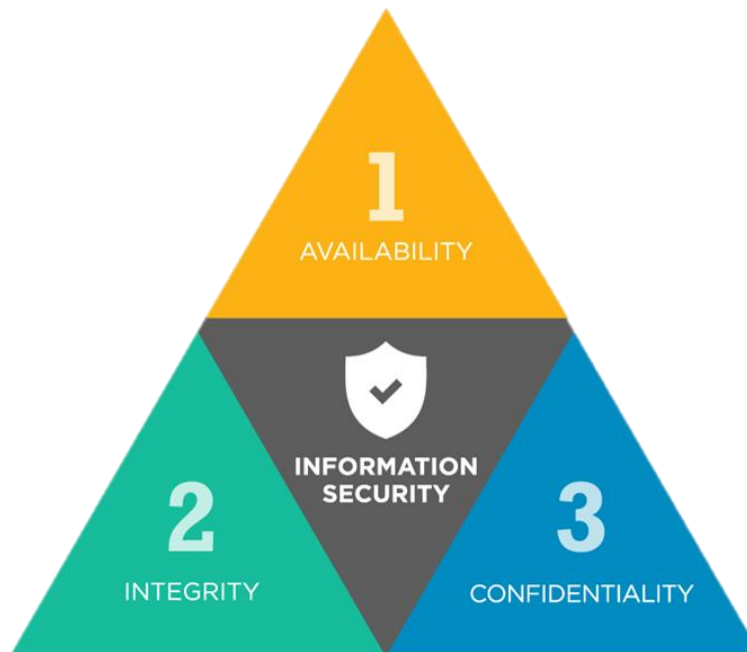 1
AVAILABILITY
INFORMATION
SECURITY
2
INTEGRITY
3
CONFIDENTIALITY